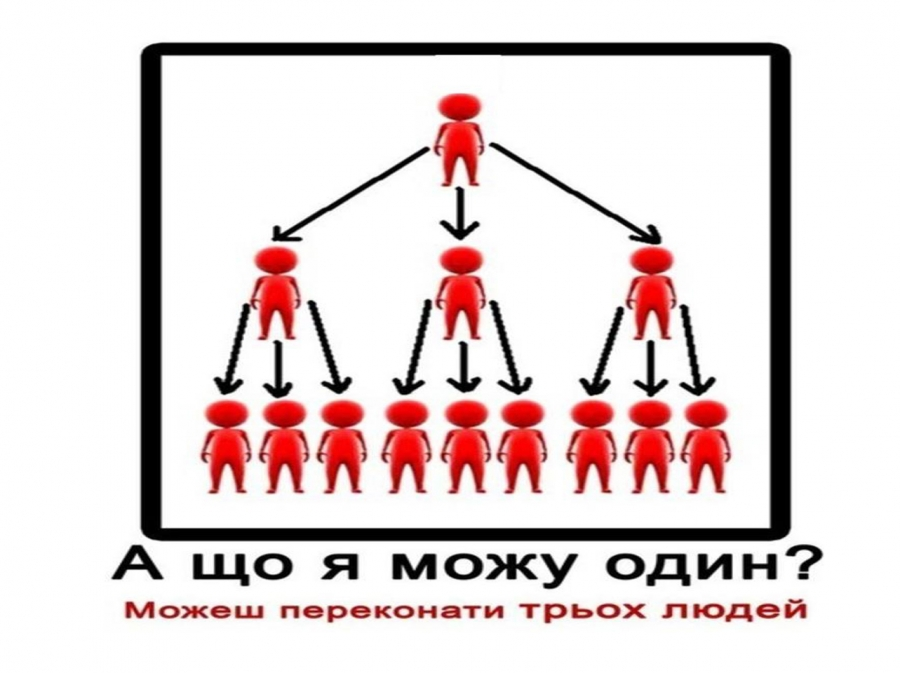 А що я можу один?
Можеш переконати трьох людей